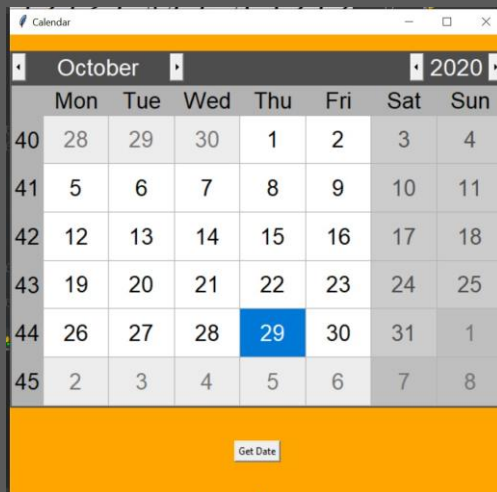 Calendar
October 2020
Mon Tue Wed Thu Fri Sat Sun
40 28 29 30 1 2 3 4
41 5 6 7 8 9 10 11
42 12 13 14 15 16 17 18
43 19 20 21 22 23 24 25
44 26 27 28 29 30 31 1
45 2 3 4 5 6 7 8
Get Date